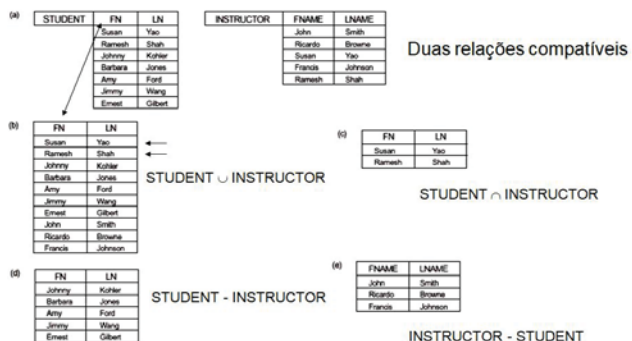 (a)
STUDENT FN LN
Susan Yao
Ramesh Shah
Johnny Kohler
Barbara Jones
Amy Ford
Jimmy Wang
Ernest Gilbert
INSTRUCTOR FNAME LNAME
John Smith
Ricardo Browne
Susan Yao
Francis Johnson
Ramesh Shah
Duas relações compatíveis
(b)
FN LN
Susan Yao
Ramesh Shah
Johnny Kohler
Barbara Jones
Amy Ford
Jimmy Wang
Ernest Gilbert
John Smith
Ricardo Browne
Francis Johnson
STUDENT ∪ INSTRUCTOR
(c)
FN LN
Susan Yao
Ramesh Shah
STUDENT ∩ INSTRUCTOR
(d)
FN LN
Johnny Kohler
Barbara Jones
Amy Ford
Jimmy Wang
Ernest Gilbert
STUDENT - INSTRUCTOR
(e)
FNAME LNAME
John Smith
Ricardo Browne
Francis Johnson
INSTRUCTOR - STUDENT